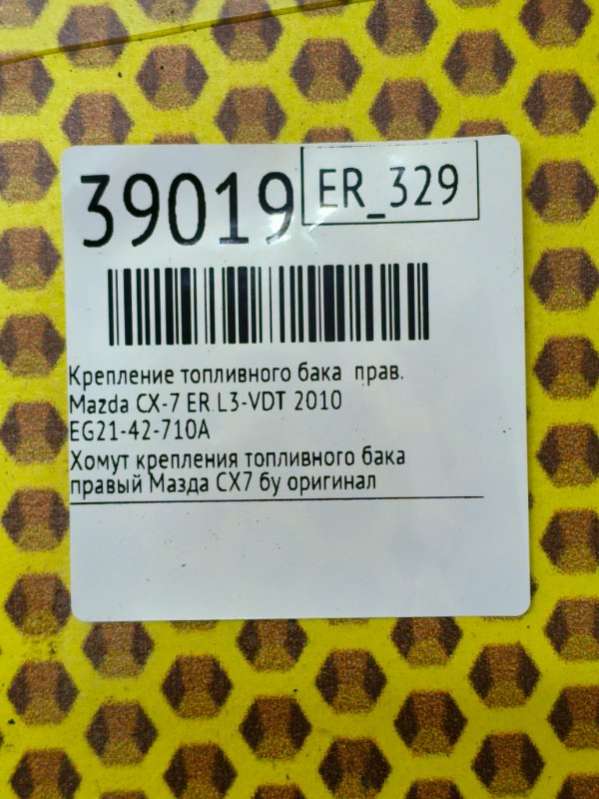 39019 ER_329
Крепление топливного бака прав.
Mazda CX-7 ER L3-VDT 2010
EG21-42-710A
Хомут крепления топливного бака
правый Мазда СХ7 бу оригинал